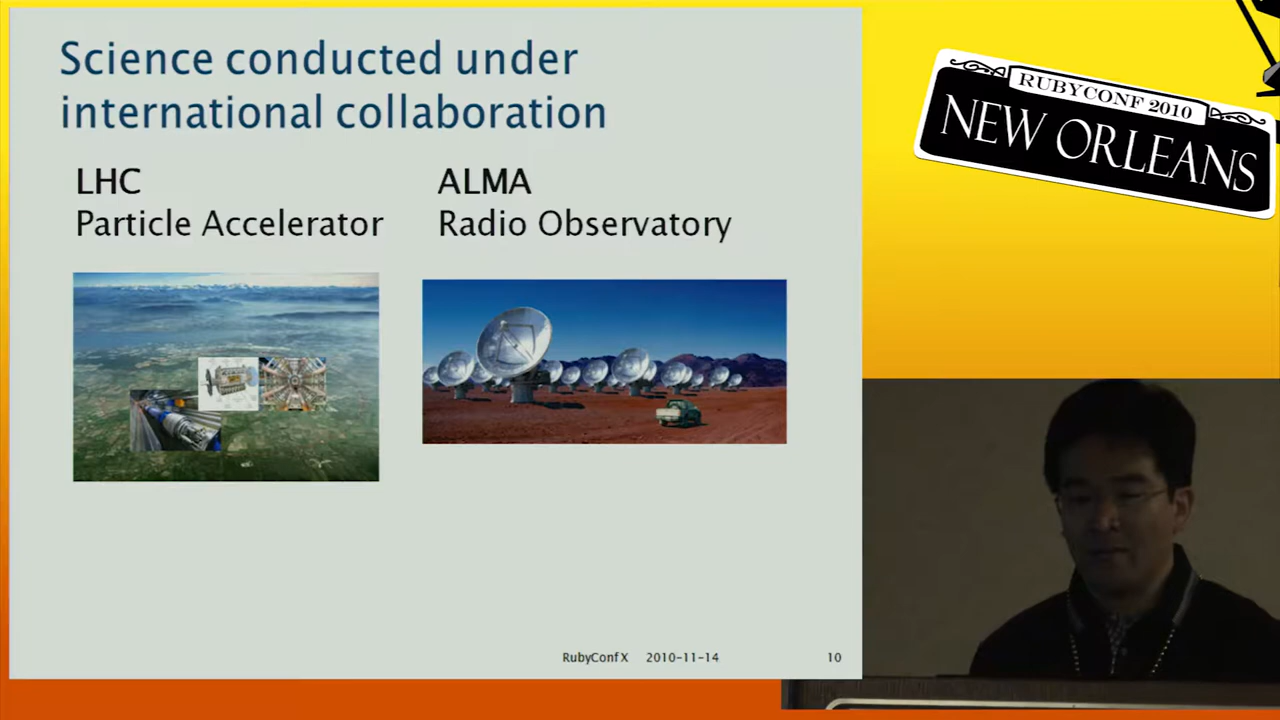 Science conducted under
international collaboration
LHC
Particle Accelerator
ALMA
Radio Observatory
RubyConf X 2010-11-14 10
RUBYCONF 2010
NEW ORLEANS